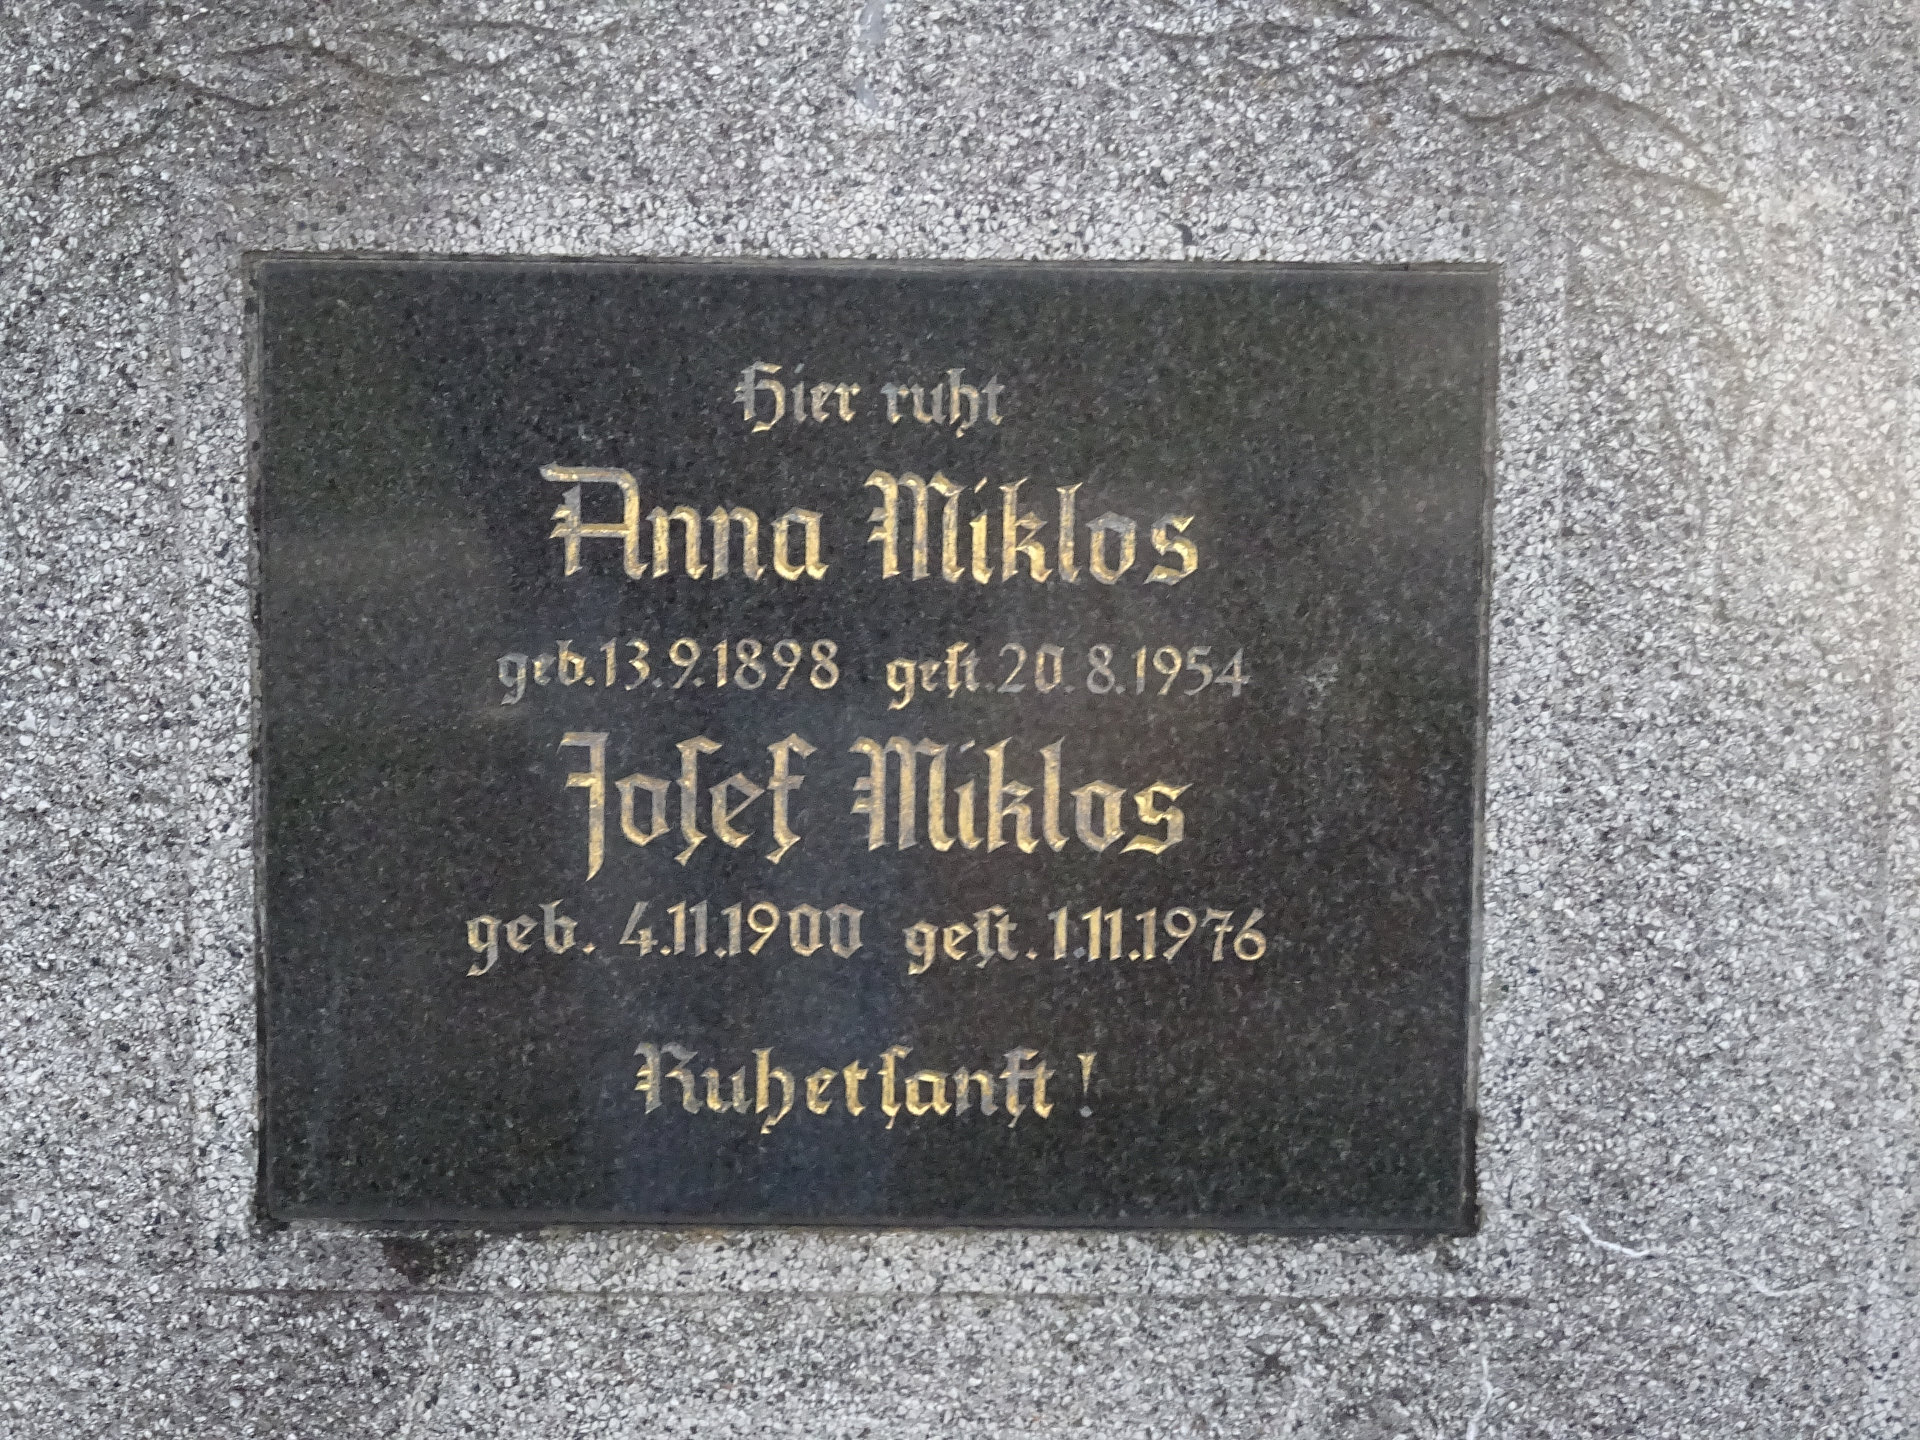 Hier ruht
Anna Miklos
geb. 13.9.1898 gest. 20.8.1954
Josef Miklos
geb. 4.11.1900 gest. 1.11.1976
Ruhet sanft!